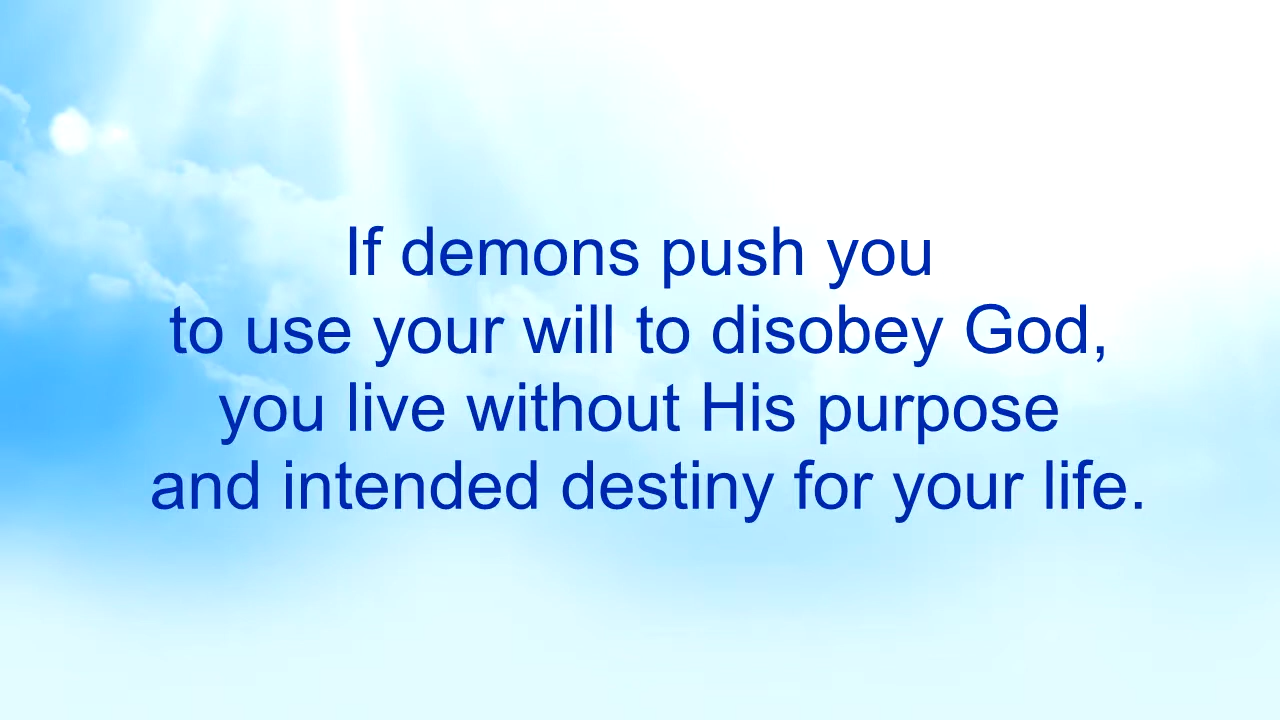 If demons push you
to use your will to disobey God,
you live without His purpose
and intended destiny for your life.